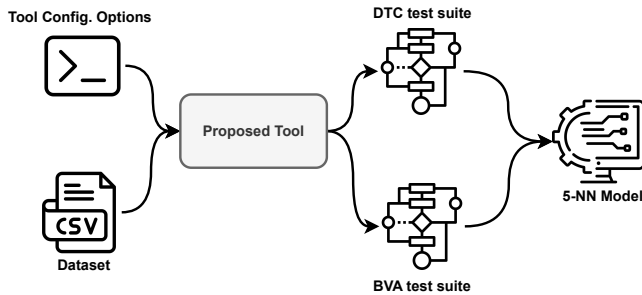 Tool Config. Options
DTC test suite
>_
Proposed Tool
CSV
5-NN Model
Dataset
BVA test suite